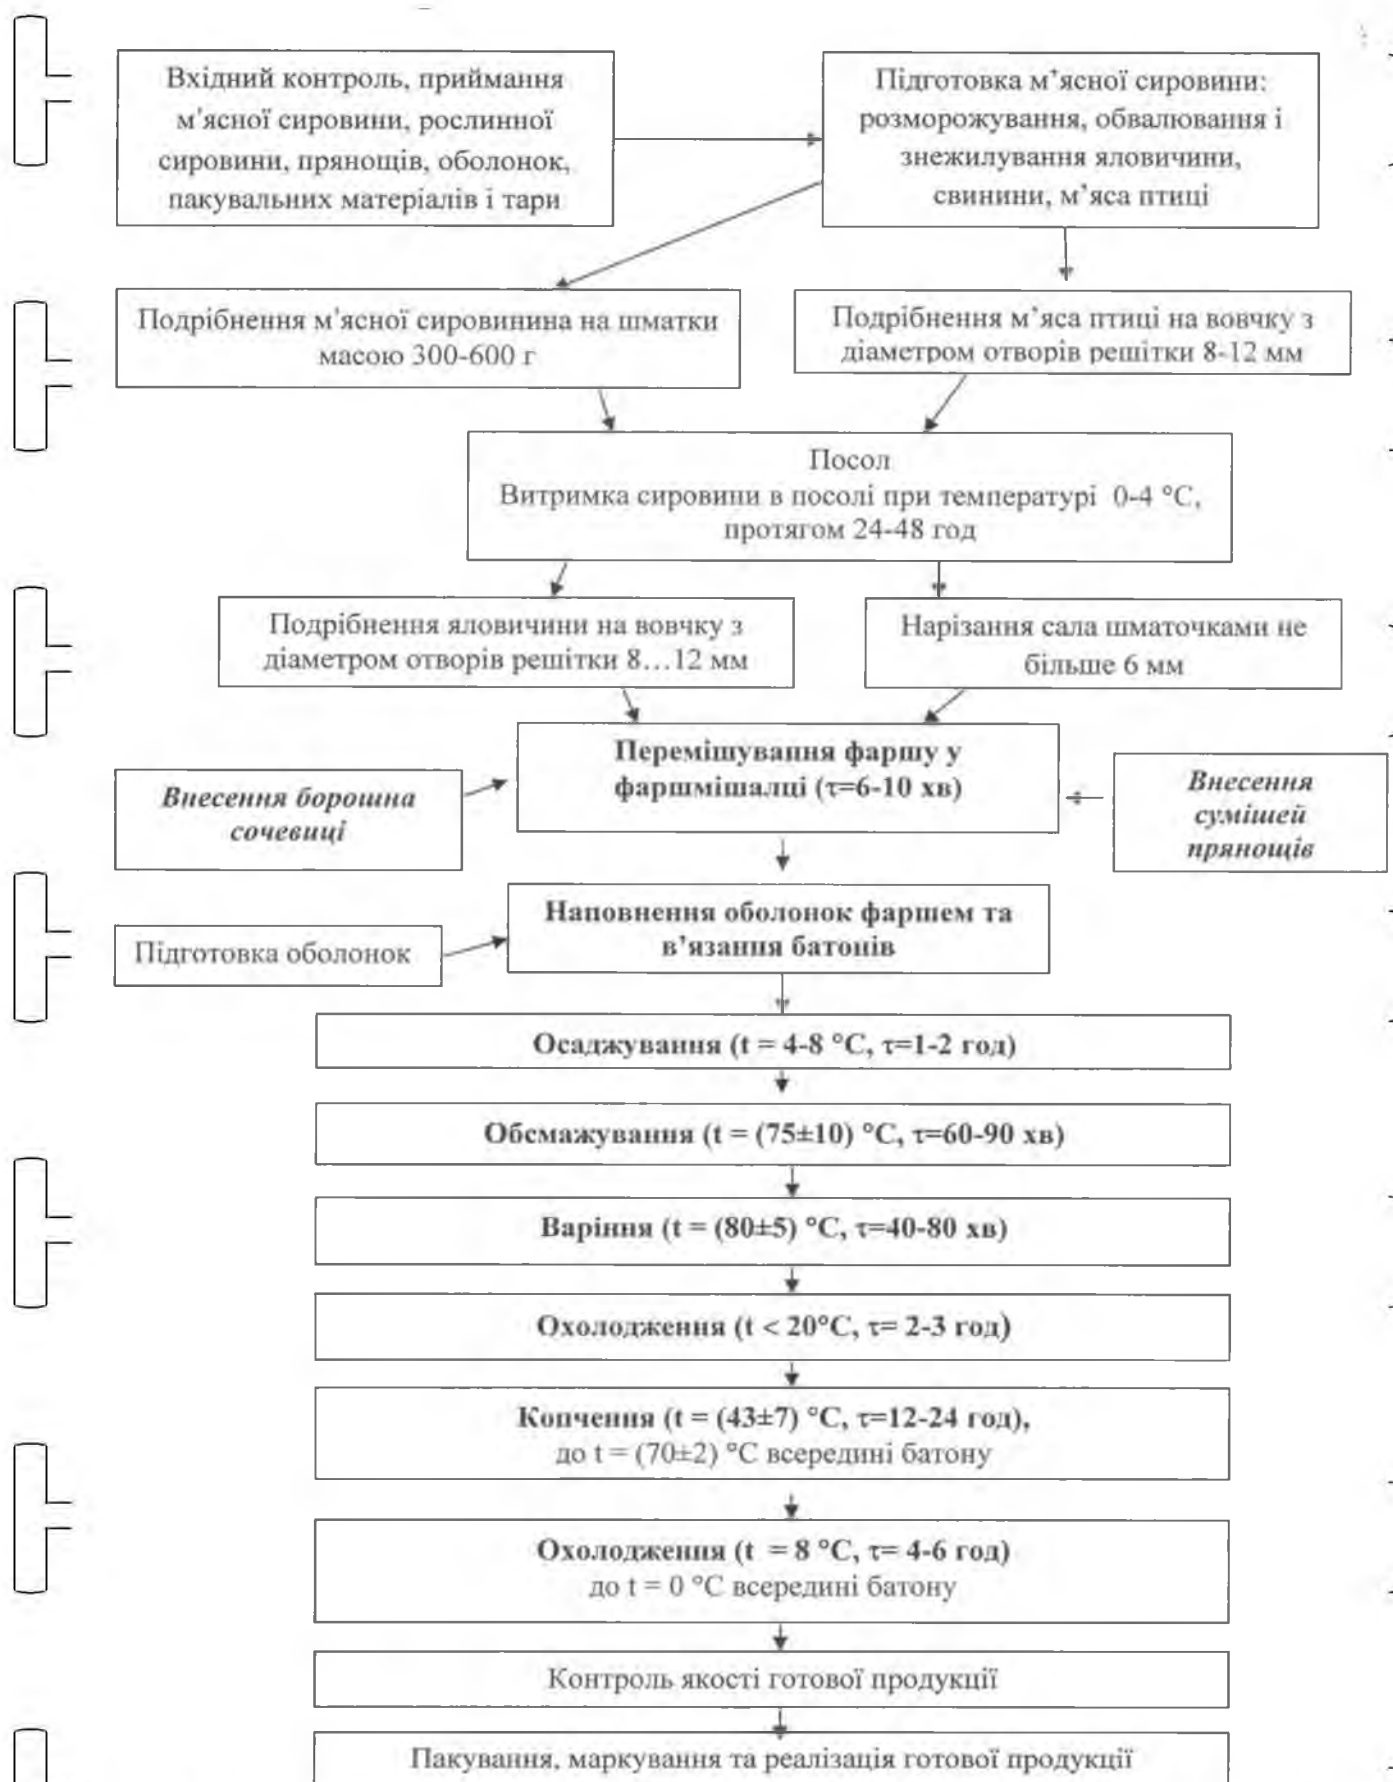 Вхідний контроль, приймання
м'ясної сировини, рослинної
сировини, прянощів, оболонок,
пакувальних матеріалів і тари
Підготовка м'ясної сировини:
розморожування, обвалювання і
знежилування яловичини,
свинини, м'яса птиці
Подрібнення м'ясної сировинина на шматки
масою 300-600 г
Подрібнення м'яса птиці на вовчку з
діаметром отворів решітки 8-12 мм
Посол
Витримка сировини в посолі при температурі 0-4 °С,
протягом 24-48 год
Подрібнення яловичини на вовчку з
діаметром отворів решітки 8…12 мм
Нарізання сала шматочками не
більше 6 мм
Перемішування фаршу у
фаршмішалці (τ=6-10 хв)
Внесення борошна
сочевиці
Внесення
сумішей
прянощів
Наповнення оболонок фаршем та
в'язання батонів
Підготовка оболонок
Осаджування (t = 4-8 °С, τ=1-2 год)
Обсмажування (t = (75±10) °С, τ=60-90 хв)
Варіння (t = (80±5) °С, τ=40-80 хв)
Охолодження (t < 20°С, τ= 2-3 год)
Копчення (t = (43±7) °С, τ=12-24 год),
до t = (70±2) °С всередині батону
Охолодження (t = 8 °С, τ= 4-6 год)
до t = 0 °С всередині батону
Контроль якості готової продукції
Пакування, маркування та реалізація готової продукції